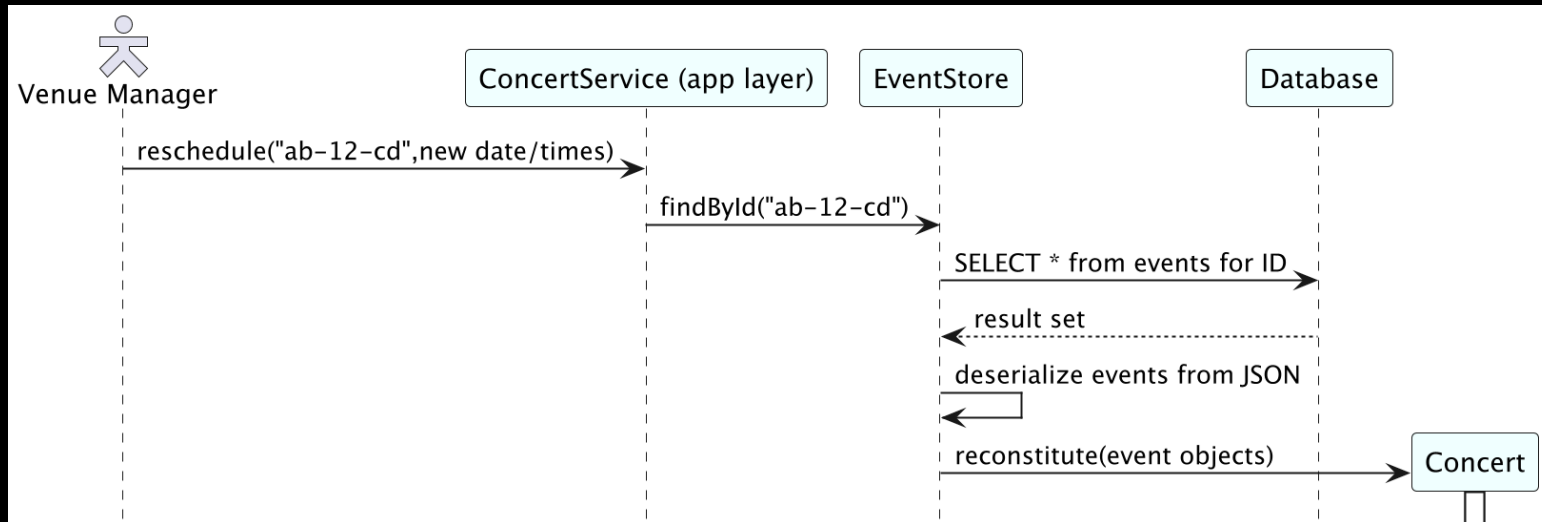 Venue Manager
ConcertService (app layer)
EventStore
Database
reschedule("ab-12-cd",new date/times)
findById("ab-12-cd")
SELECT * from events for ID
result set
deserialize events from JSON
reconstitute(event objects)
Concert